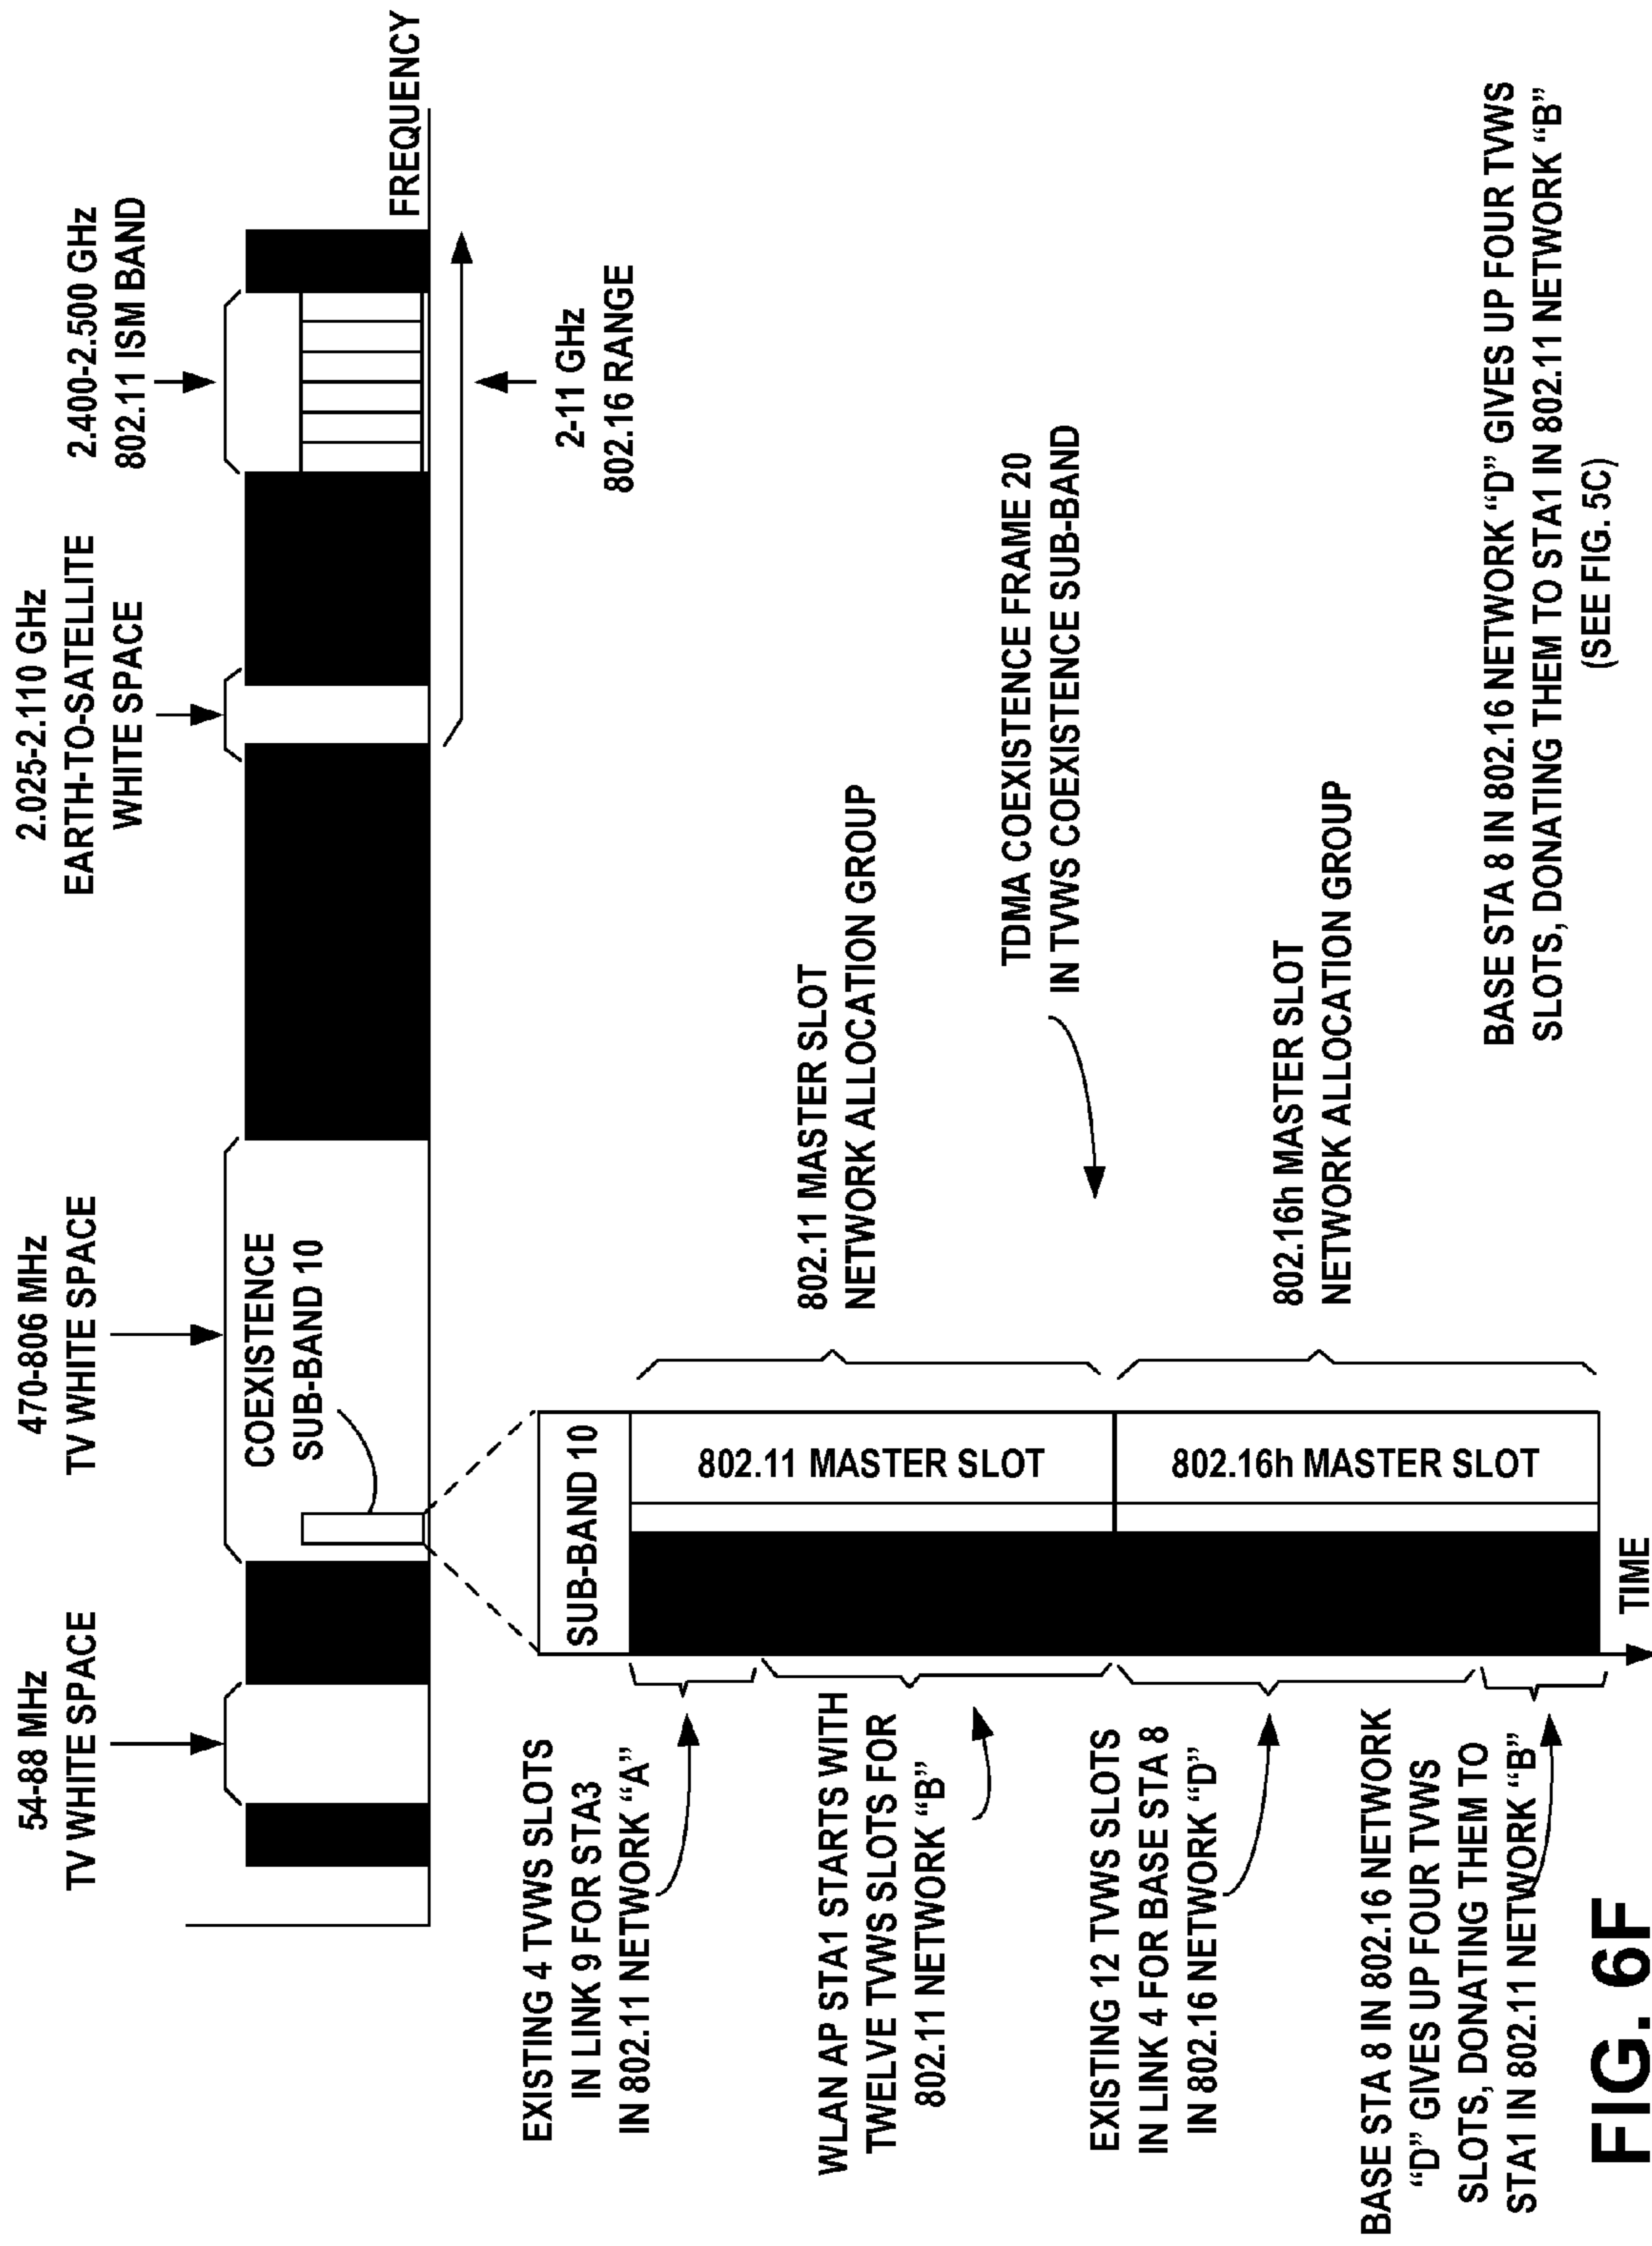 54-88 MHz
TV WHITE SPACE
470-806 MHz
TV WHITE SPACE
2.025-2.110 GHz
EARTH-TO-SATELLITE
WHITE SPACE
2.400-2.500 GHz
802.11 ISM BAND
COEXISTENCE
SUB-BAND 10
FREQUENCY
2-11 GHz
802.16 RANGE
EXISTING 4 TVWS SLOTS
IN LINK 9 FOR STA3
IN 802.11 NETWORK “A”
WLAN AP STA1 STARTS WITH
TWELVE TVWS SLOTS FOR
802.11 NETWORK “B”
EXISTING 12 TVWS SLOTS
IN LINK 4 FOR BASE STA 8
IN 802.16 NETWORK “D”
BASE STA 8 IN 802.16 NETWORK
“D” GIVES UP FOUR TVWS
SLOTS, DONATING THEM TO
STA1 IN 802.11 NETWORK “B”
SUB-BAND 10
802.11 MASTER SLOT
802.16h MASTER SLOT
TIME
802.11 MASTER SLOT
NETWORK ALLOCATION GROUP
TDMA COEXISTENCE FRAME 20
IN TVWS COEXISTENCE SUB-BAND
802.16h MASTER SLOT
NETWORK ALLOCATION GROUP
BASE STA 8 IN 802.16 NETWORK “D” GIVES UP FOUR TVWS
SLOTS, DONATING THEM TO STA1 IN 802.11 NETWORK “B”
(SEE FIG. 5C)
FIG. 6F